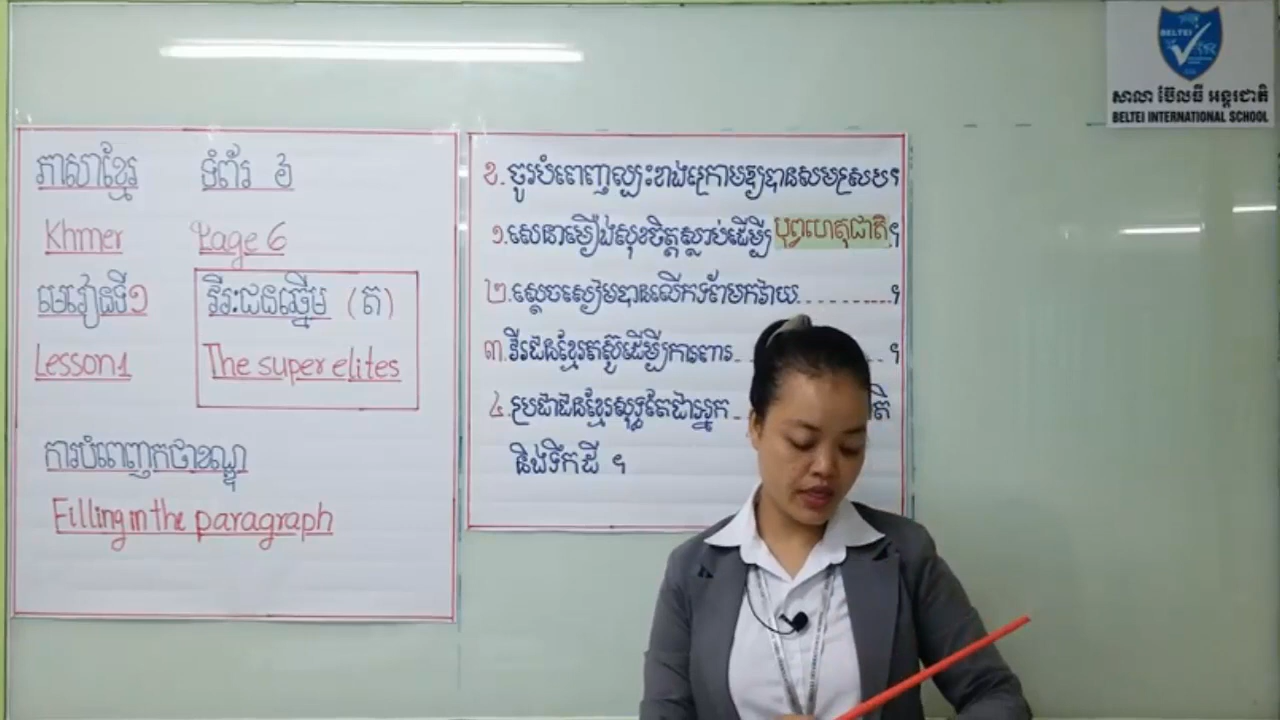 BELTEI
សាលា ប៊ែលធី អន្តរជាតិ
BELTEI INTERNATIONAL SCHOOL
ភាសាខ្មែរ ទំព័រ ៦
Khmer Page 6
មេរៀនទី១ វីរៈជនឆ្នើម (ត)
Lesson1 The super elites
ការបំពេញកថាខណ្ឌ
Filling in the paragraph
ខ. ចូរបំពេញល្បះខាងក្រោមឱ្យបានសមស្រប។
១. សេនាមឿងសុខចិត្តស្លាប់ដើម្បី បុព្វហេតុជាតិ ។
២. ស្ដេចសៀមបានលើកទ័ពមកវាយ.........។
៣. វីរជនខ្មែរតស៊ូដើម្បីការពារ ។
៤. ប្រជាជនខ្មែរសុទ្ធតែជាអ្នក តិ
និងទឹកដី ។